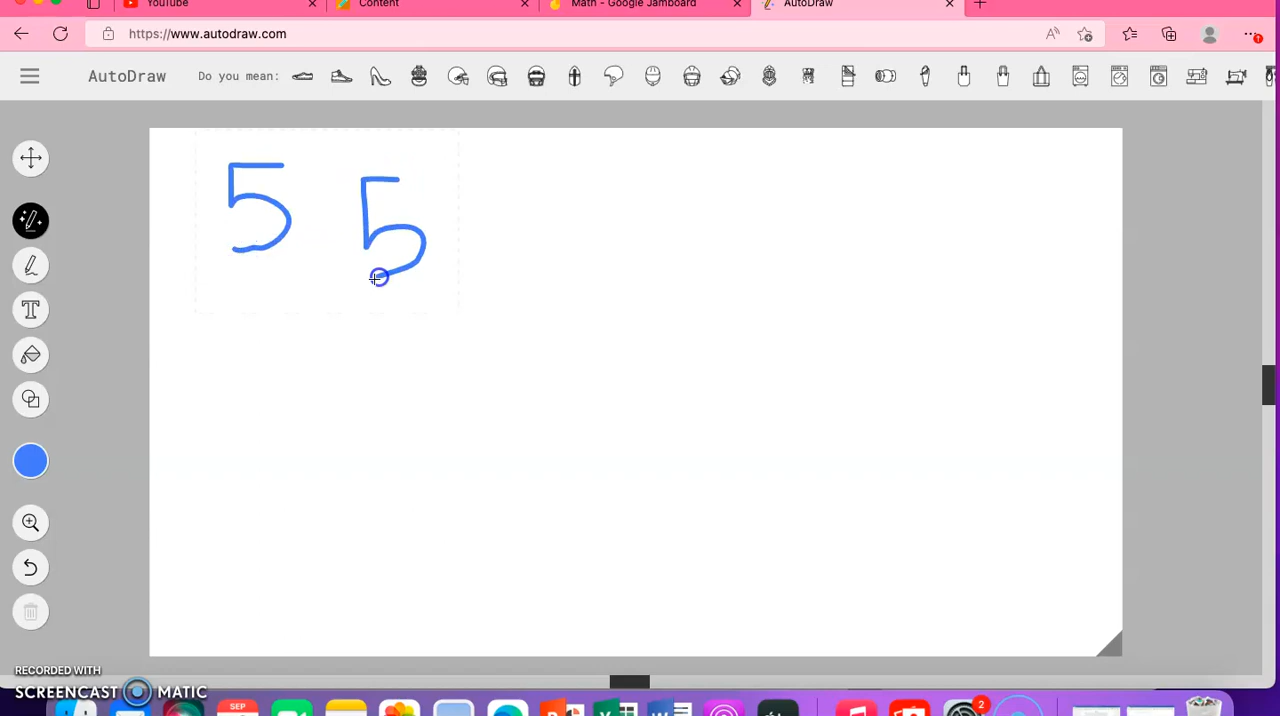 YouTube Content Math - Google Jamboard AutoDraw
https://www.autodraw.com
AutoDraw Do you mean:
5 5
RECORDED WITH
SCREENCAST MATIC
SEP 2